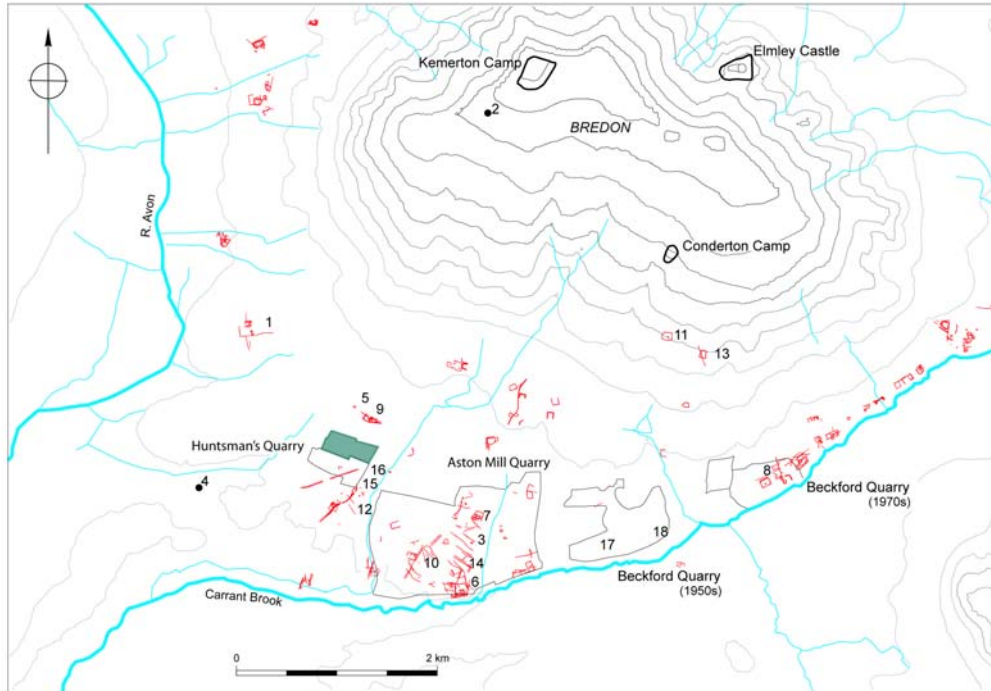 Kemerton Camp
Elmley Castle
2
BREDON
R. Avon
Conderton Camp
1
11
13
5
9
Huntsman's Quarry
16
Aston Mill Quarry
15
4
12
7
8
Beckford Quarry
(1970s)
3
17
18
10
14
6
Beckford Quarry
(1950s)
Carrant Brook
0
2 km